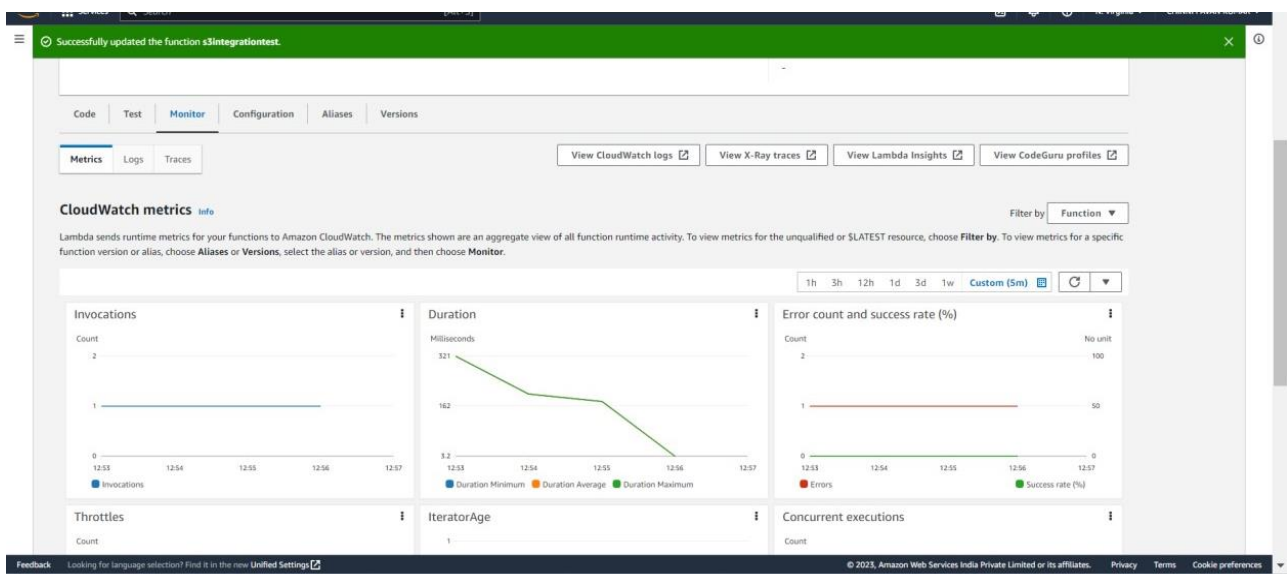 Services
Successfully updated the function s3integrationtest.
-
Code Test Monitor Configuration Aliases Versions
Metrics Logs Traces
View CloudWatch logs View X-Ray traces View Lambda Insights View CodeGuru profiles
CloudWatch metrics Info
Filter by Function
Lambda sends runtime metrics for your functions to Amazon CloudWatch. The metrics shown are an aggregate view of all function runtime activity. To view metrics for the unqualified or $LATEST resource, choose Filter by. To view metrics for a specific
function version or alias, choose Aliases or Versions, select the alias or version, and then choose Monitor.
1h 3h 12h 1d 3d 1w Custom (5m)
Invocations
Count
2
1
0
12:53 12:54 12:55 12:56 12:57
Invocations
Duration
Milliseconds
321
162
3.2
12:53 12:54 12:55 12:56 12:57
Duration Minimum Duration Average Duration Maximum
Error count and success rate (%)
Count No unit
2 100
1 50
0 0
12:53 12:54 12:55 12:56 12:57
Errors Success rate (%)
Throttles
Count
IteratorAge
1
Concurrent executions
Count
Feedback Looking for language selection? Find it in the new Unified Settings © 2023, Amazon Web Services India Private Limited or its affiliates. Privacy Terms Cookie preferences